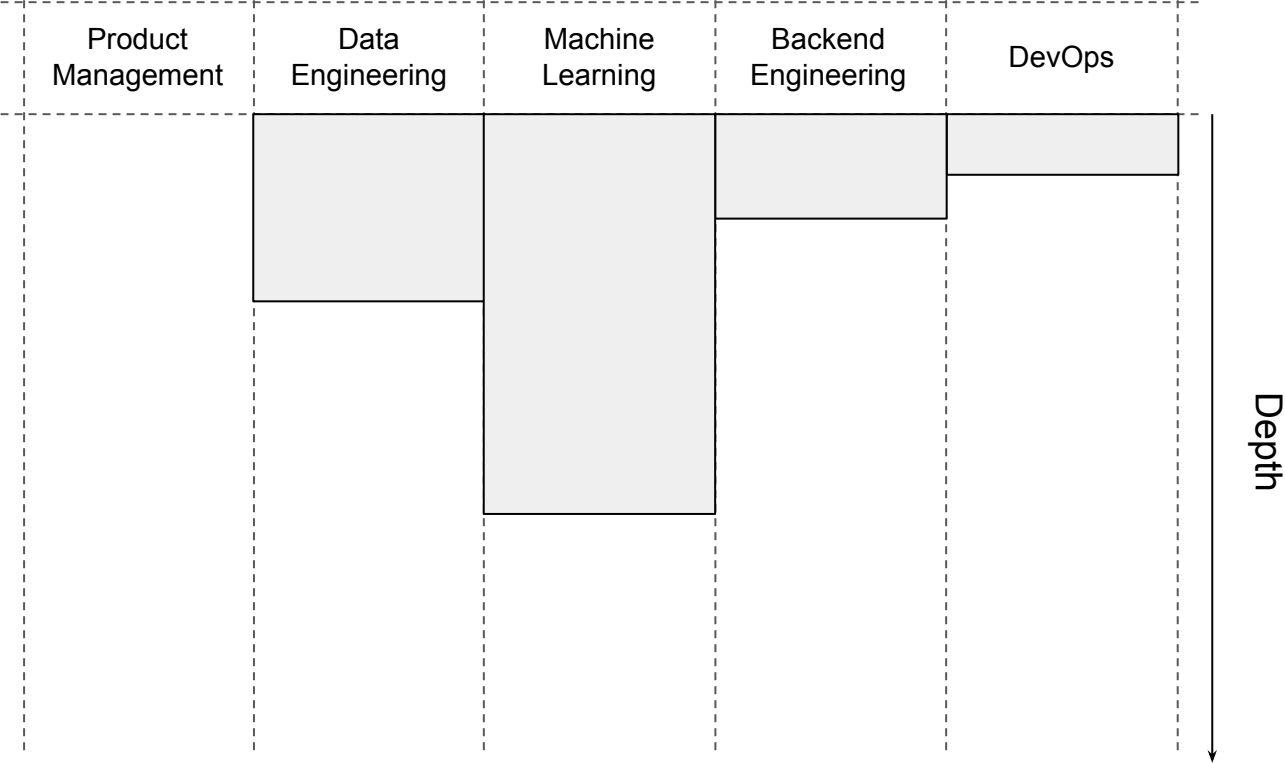 Product
Management
Data
Engineering
Machine
Learning
Backend
Engineering
DevOps
Depth